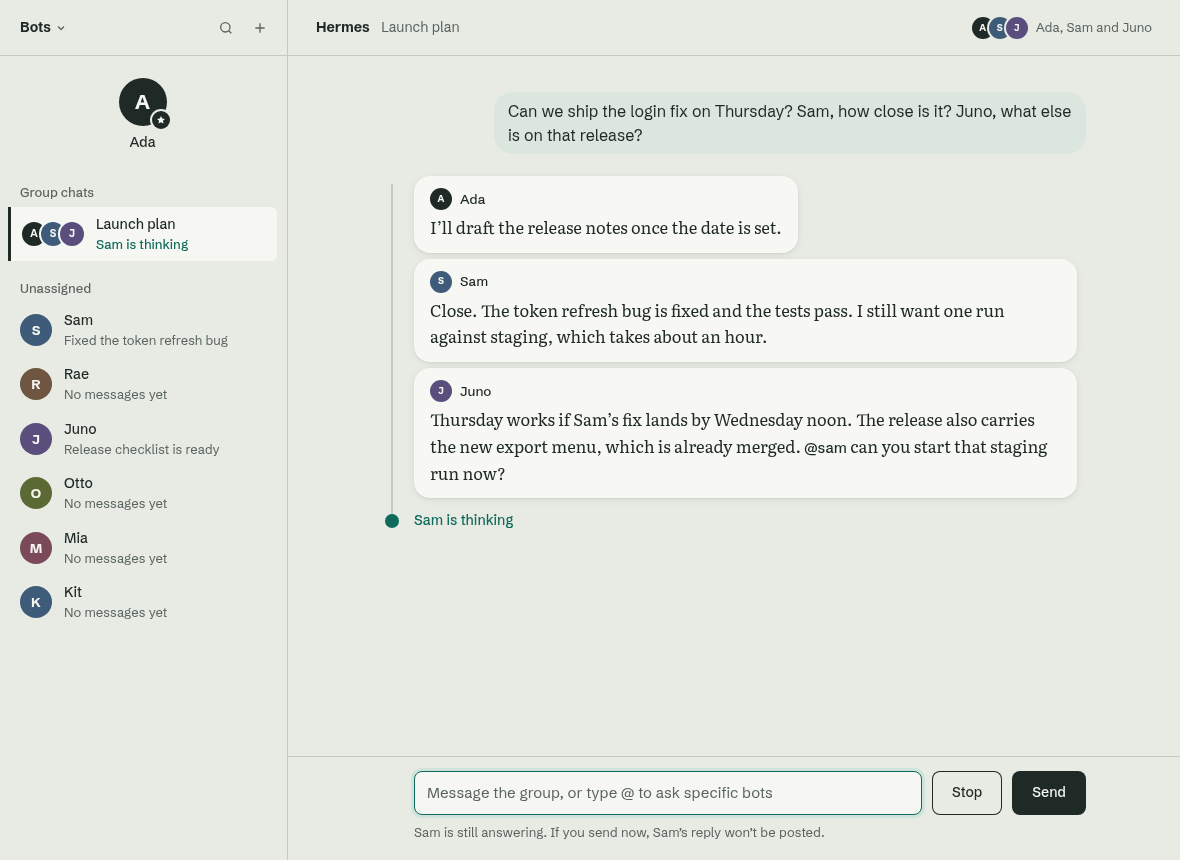 Bots
Hermes Launch plan
A S J Ada, Sam and Juno
A
Ada
Group chats
A S J
Launch plan
Sam is thinking
Unassigned
S
Sam
Fixed the token refresh bug
R
Rae
No messages yet
J
Juno
Release checklist is ready
O
Otto
No messages yet
M
Mia
No messages yet
K
Kit
No messages yet
Can we ship the login fix on Thursday? Sam, how close is it? Juno, what else
is on that release?
A Ada
I’ll draft the release notes once the date is set.
S Sam
Close. The token refresh bug is fixed and the tests pass. I still want one run
against staging, which takes about an hour.
J Juno
Thursday works if Sam’s fix lands by Wednesday noon. The release also carries
the new export menu, which is already merged. @sam can you start that staging
run now?
Sam is thinking
Message the group, or type @ to ask specific bots
Stop
Send
Sam is still answering. If you send now, Sam’s reply won’t be posted.